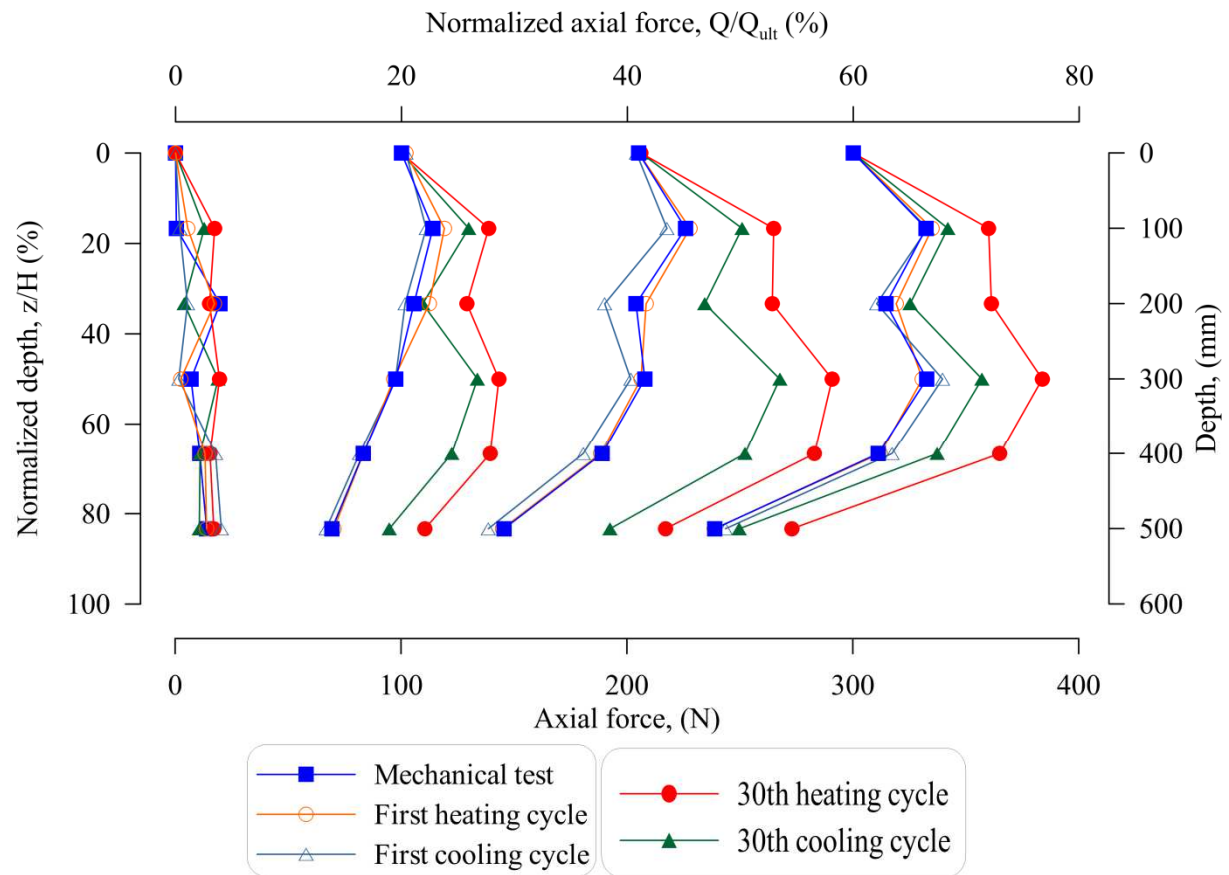 Normalized axial force, Q/Qult (%)
0 20 40 60 80
Normalized depth, z/H (%)
0
20
40
60
80
100
0
100
200
300
400
500
600
Depth, (mm)
0 100 200 300 400
Axial force, (N)
Mechanical test
First heating cycle
First cooling cycle
30th heating cycle
30th cooling cycle